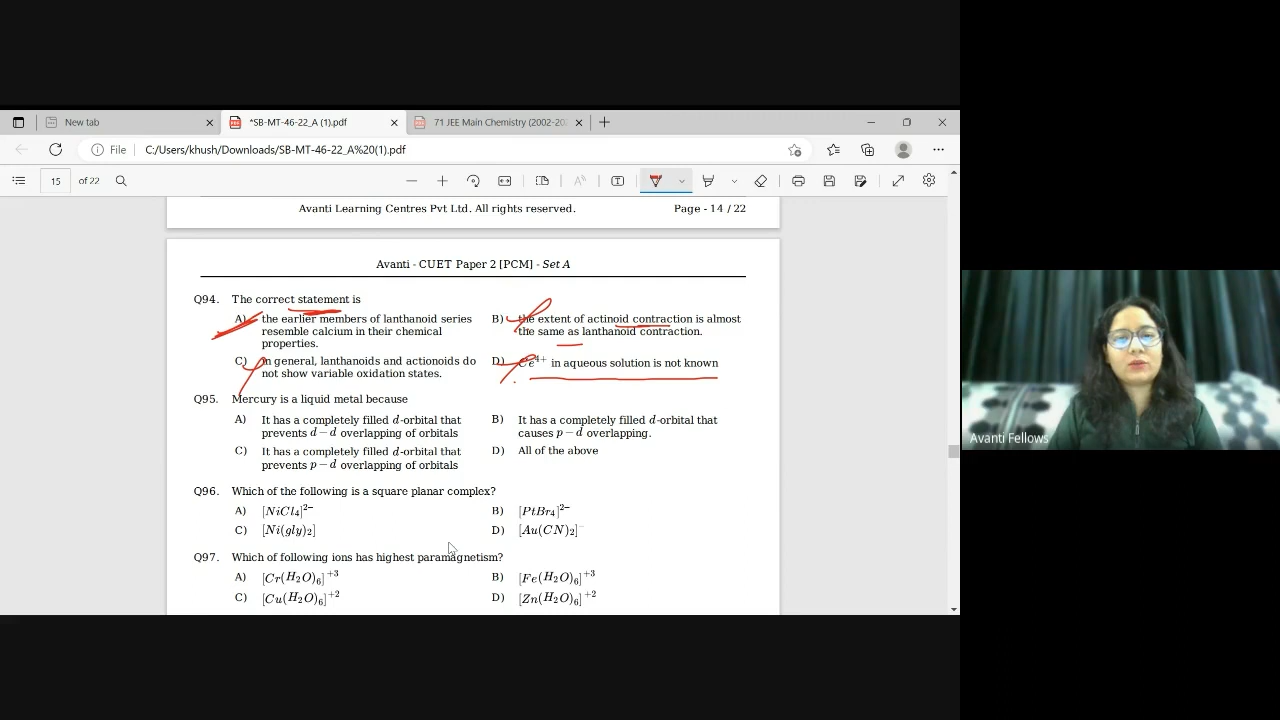 New tab
*SB-MT-46-22_A (1).pdf
71 JEE Main Chemistry (2002-20
File
C:/Users/khush/Downloads/SB-MT-46-22_A%20(1).pdf
15 of 22
Avanti Learning Centres Pvt Ltd. All rights reserved. Page - 14 / 22
Avanti - CUET Paper 2 [PCM] - Set A
Q94. The correct statement is
A) the earlier members of lanthanoid series
resemble calcium in their chemical
properties.
B) the extent of actinoid contraction is almost
the same as lanthanoid contraction.
C) in general, lanthanoids and actionoids do
not show variable oxidation states.
D) Ce⁴⁺ in aqueous solution is not known
Q95. Mercury is a liquid metal because
A) It has a completely filled d-orbital that
prevents d – d overlapping of orbitals
B) It has a completely filled d-orbital that
causes p – d overlapping.
C) It has a completely filled d-orbital that
prevents p – d overlapping of orbitals
D) All of the above
Q96. Which of the following is a square planar complex?
A) [NiCl₄]²⁻
B) [PtBr₄]²⁻
C) [Ni(gly)₂]
D) [Au(CN)₂]⁻
Q97. Which of following ions has highest paramagnetism?
A) [Cr(H₂O)₆]⁺³
B) [Fe(H₂O)₆]⁺³
C) [Cu(H₂O)₆]⁺²
D) [Zn(H₂O)₆]⁺²
Avanti Fellows